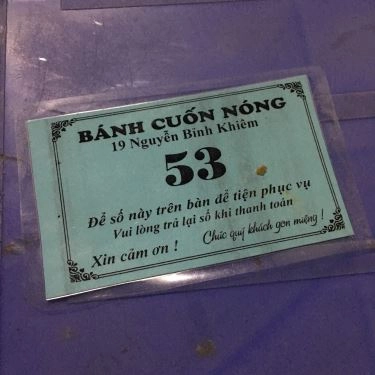 BÁNH CUỐN NÓNG
19 Nguyễn Bỉnh Khiêm
53
Để số này trên bàn để tiện phục vụ
Vui lòng trả lại số khi thanh toán
Xin cảm ơn !
Chúc quý khách gon miệng !